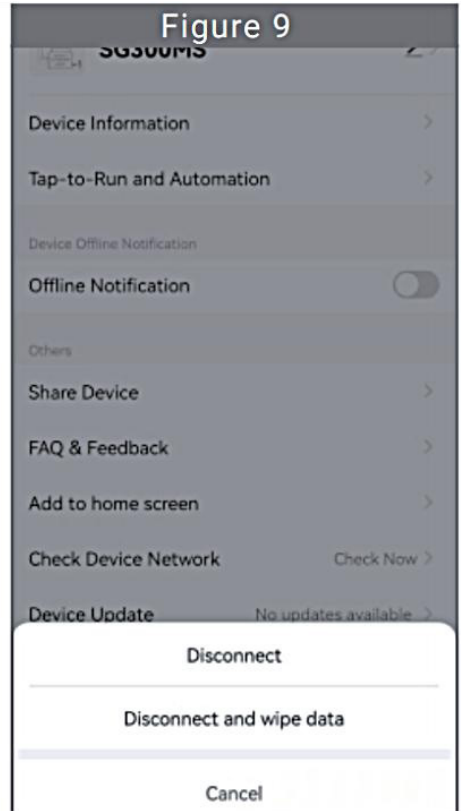 Figure 9
SG300MS
Device Information
Tap-to-Run and Automation
Device Offline Notification
Offline Notification
Others
Share Device
FAQ & Feedback
Add to home screen
Check Device Network Check Now
Device Update No updates available
Disconnect
Disconnect and wipe data
Cancel